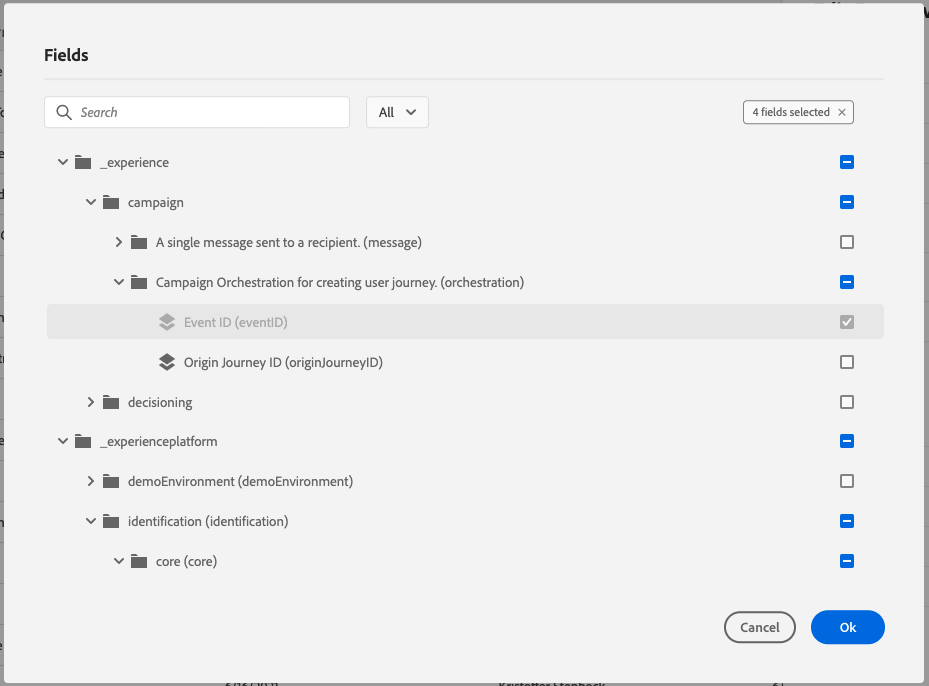 Fields
Search
All
4 fields selected
_experience
campaign
A single message sent to a recipient. (message)
Campaign Orchestration for creating user journey. (orchestration)
Event ID (eventID)
Origin Journey ID (originJourneyID)
decisioning
_experienceplatform
demoEnvironment (demoEnvironment)
identification (identification)
core (core)
Cancel
Ok